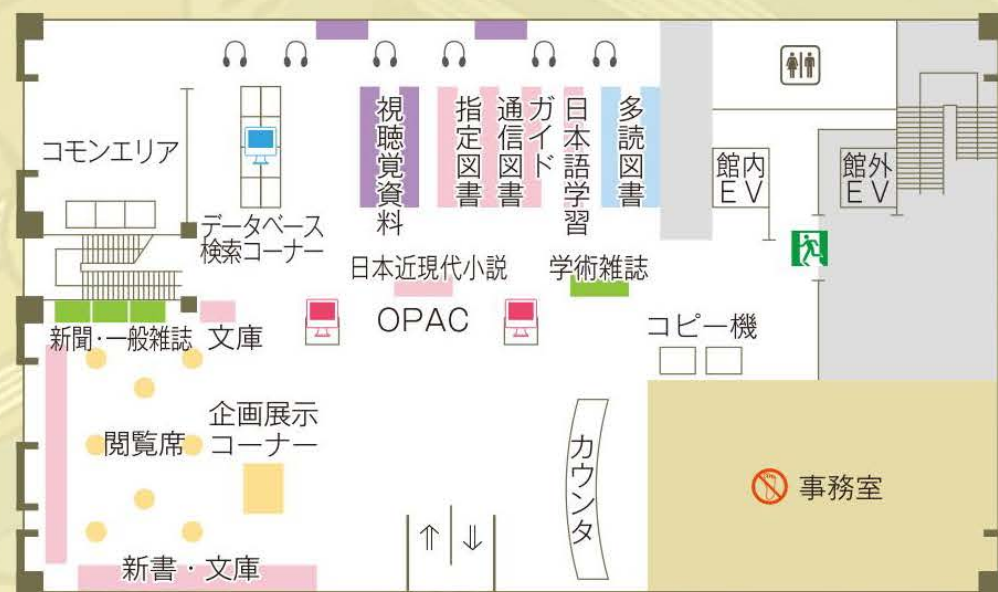 コモンエリア
データベース
検索コーナー
視聴覚資料
指定図書
通信図書
ガイド
日本語学習
多読図書
館内
EV
館外
EV
日本近現代小説
学術雑誌
新聞・一般雑誌
文庫
OPAC
コピー機
企画展示
コーナー
閲覧席
カウンタ
事務室
新書・文庫
⇑
⇓